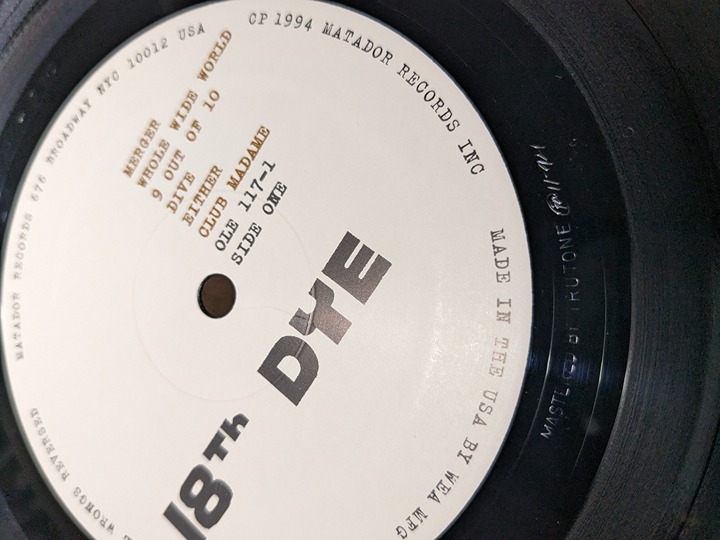 18Th DYE
MERGER
WHOLE WIDE WORLD
9 OUT OF 10
DIVE
EITHER
CLUB MADAME
OLE 117-1
SIDE ONE
MATADOR RECORDS 676 BROADWAY NYC 10012 USA
CP 1994 MATADOR RECORDS INC
MADE IN THE USA BY WEA MFG
WRONGS REVERSED
MASTERED BY TRUTONE